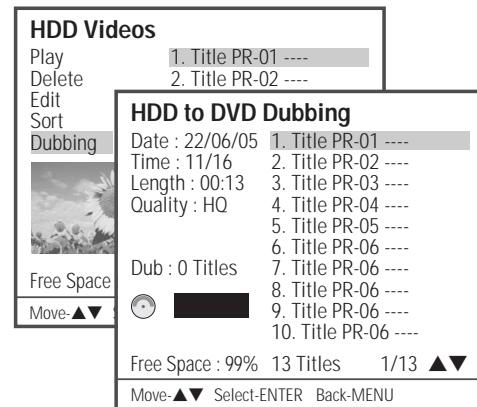 HDD Videos
Play 1. Title PR-01 ----
Delete 2. Title PR-02 ----
Edit
Sort
Dubbing
Free Space
Move-▲▼
HDD to DVD Dubbing
Date : 22/06/05 1. Title PR-01 ----
Time : 11/16 2. Title PR-02 ----
Length : 00:13 3. Title PR-03 ----
Quality : HQ 4. Title PR-04 ----
5. Title PR-05 ----
6. Title PR-06 ----
Dub : 0 Titles 7. Title PR-06 ----
8. Title PR-06 ----
9. Title PR-06 ----
10. Title PR-06 ----
Free Space : 99% 13 Titles 1/13 ▲▼
Move-▲▼ Select-ENTER Back-MENU